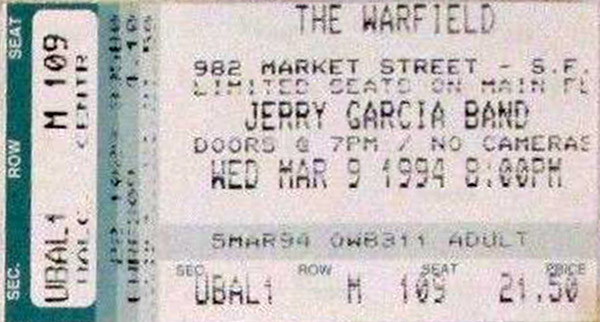 SEAT
ROW
SEC.
M 109
CENTR
UBAL1
THE WARFIELD
982 MARKET STREET - S.F.
LIMITED SEATS ON MAIN FL
JERRY GARCIA BAND
DOORS @ 7PM / NO CAMERAS
WED MAR 9 1994 8:00PM
5MAR94 OWB311 ADULT
SEC. ROW SEAT PRICE
UBAL1 M 109 21.50